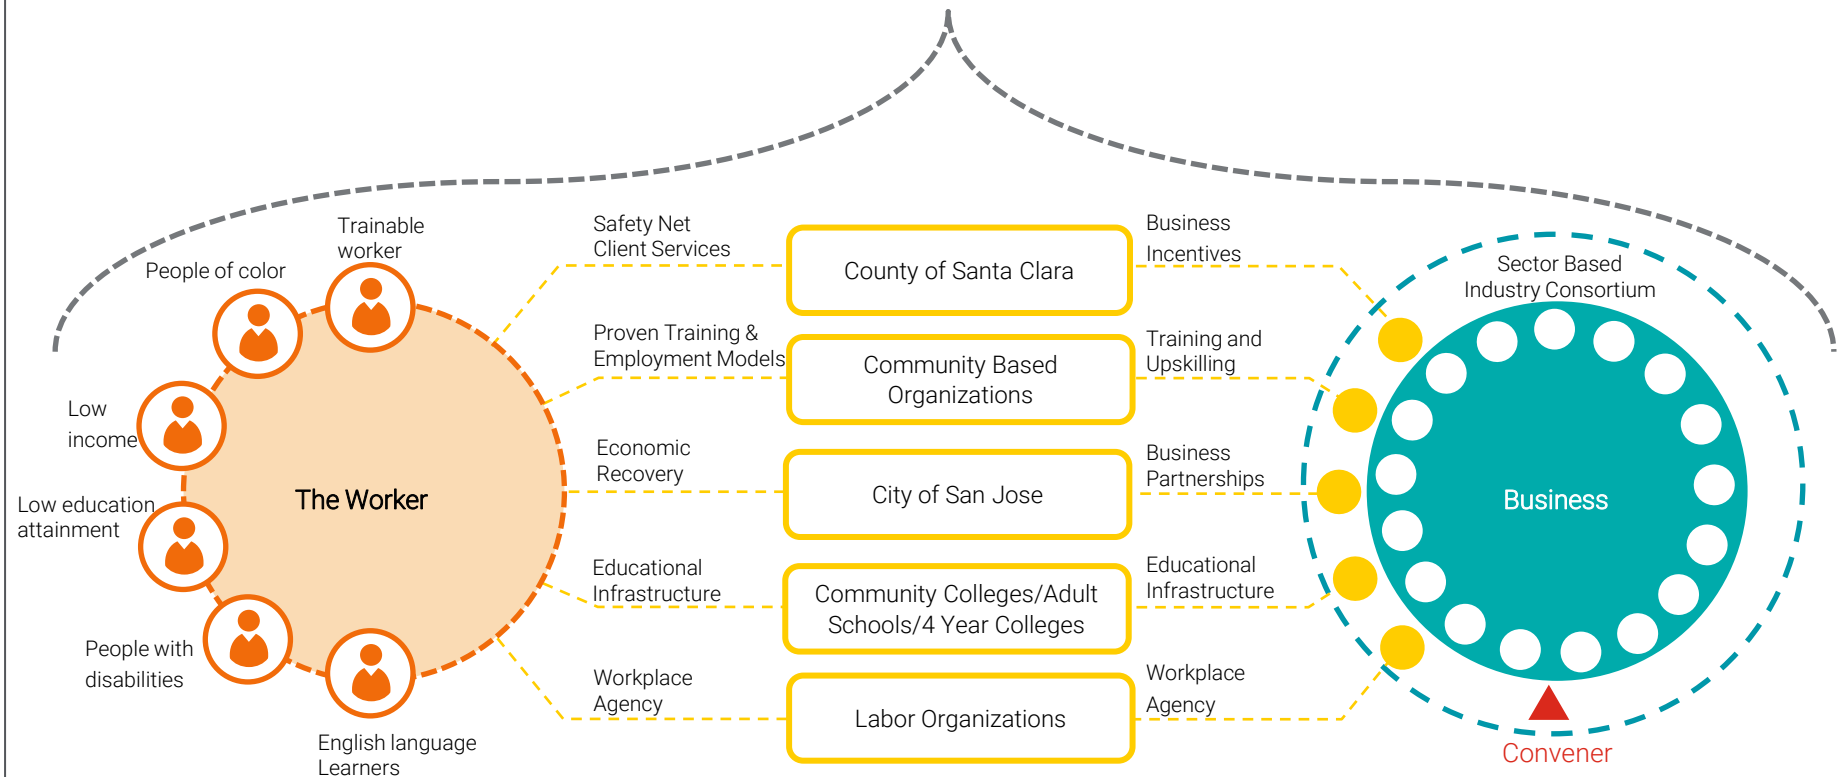 Trainable
worker
People of color
Low
income
Low education
attainment
People with
disabilities
English language
Learners
The Worker
Safety Net
Client Services
Proven Training &
Employment Models
Economic
Recovery
Educational
Infrastructure
Workplace
Agency
County of Santa Clara
Community Based
Organizations
City of San Jose
Community Colleges/Adult
Schools/4 Year Colleges
Labor Organizations
Business
Incentives
Training and
Upskilling
Business
Partnerships
Educational
Infrastructure
Workplace
Agency
Sector Based
Industry Consortium
Business
Convener